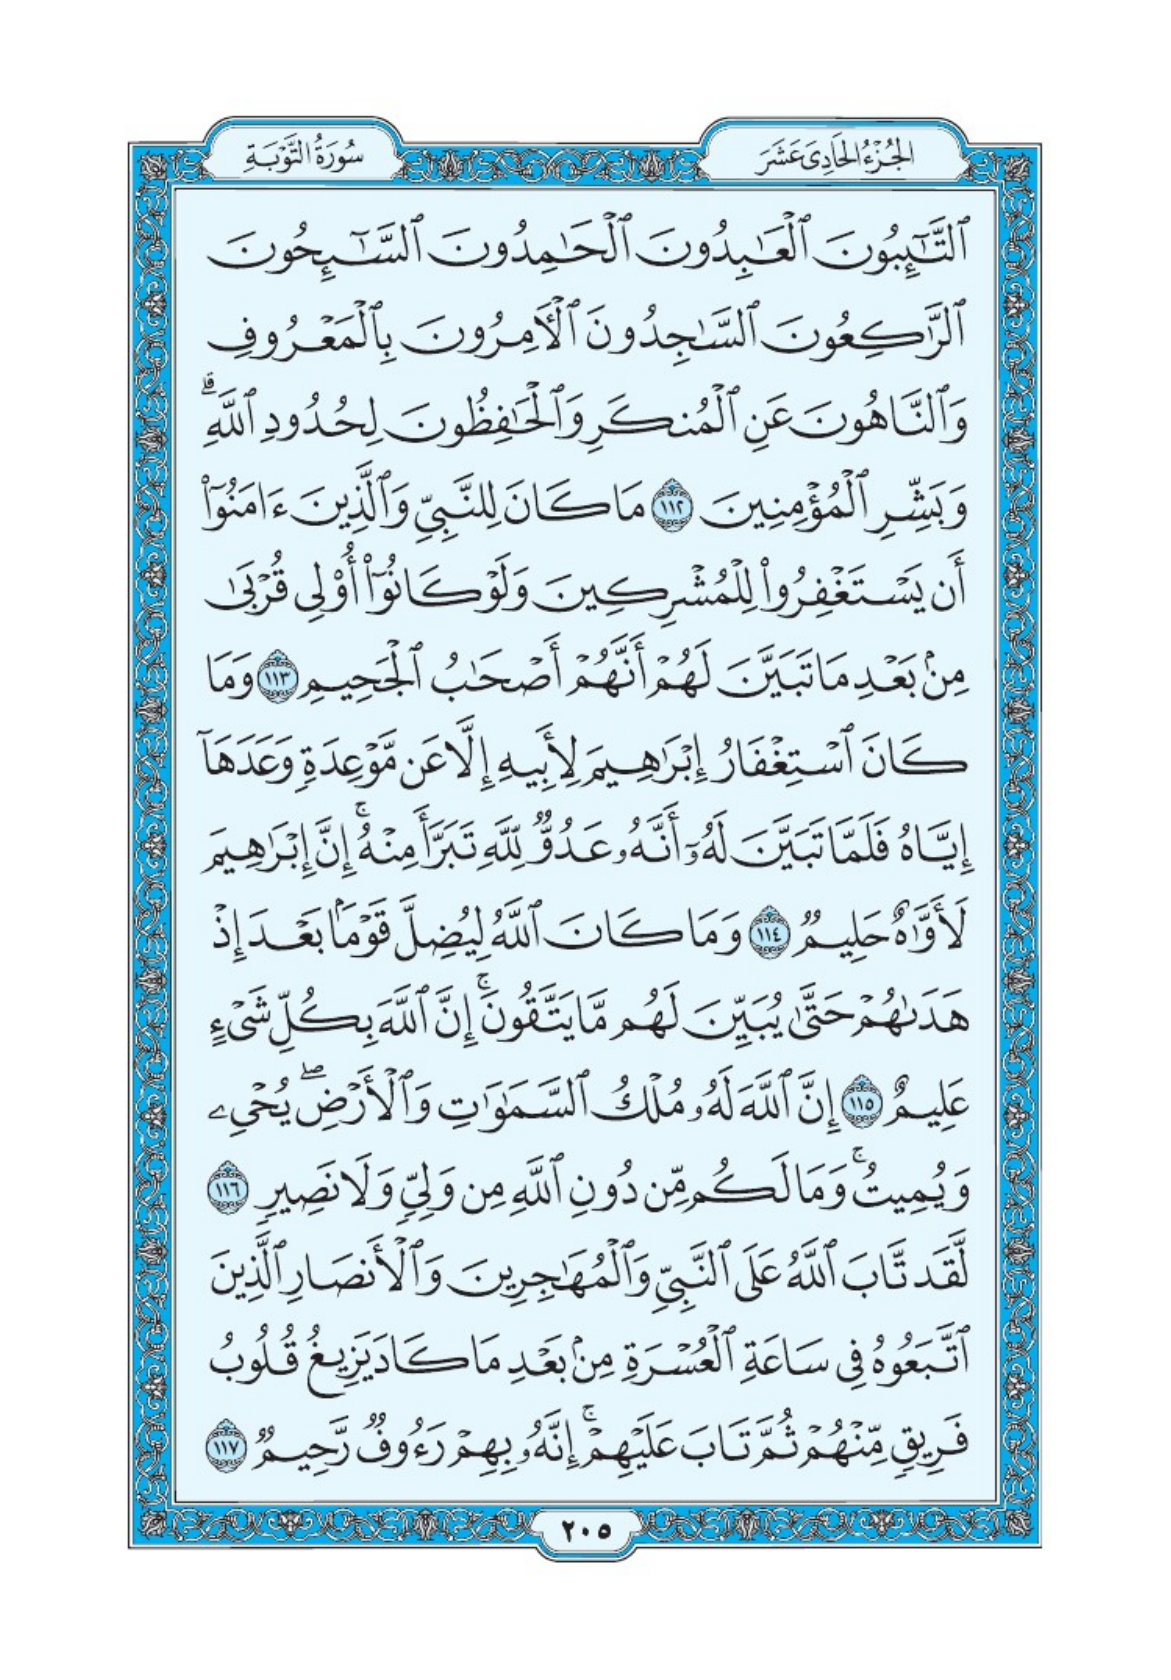 الجُزْءُ الحَادِىَ عَشَرَ
سُورَةُ التَّوْبَةِ
ٱلتَّـٰٓئِبُونَ ٱلْعَـٰبِدُونَ ٱلْحَـٰمِدُونَ ٱلسَّـٰٓئِحُونَ
ٱلرَّٰكِعُونَ ٱلسَّـٰجِدُونَ ٱلْـَٔامِرُونَ بِٱلْمَعْرُوفِ
وَٱلنَّاهُونَ عَنِ ٱلْمُنكَرِ وَٱلْحَـٰفِظُونَ لِحُدُودِ ٱللَّهِ ۗ
وَبَشِّرِ ٱلْمُؤْمِنِينَ ١١٢ مَا كَانَ لِلنَّبِىِّ وَٱلَّذِينَ ءَامَنُوٓا۟
أَن يَسْتَغْفِرُوا۟ لِلْمُشْرِكِينَ وَلَوْ كَانُوٓا۟ أُو۟لِى قُرْبَىٰ
مِنۢ بَعْدِ مَا تَبَيَّنَ لَهُمْ أَنَّهُمْ أَصْحَـٰبُ ٱلْجَحِيمِ ١١٣ وَمَا
كَانَ ٱسْتِغْفَارُ إِبْرَٰهِيمَ لِأَبِيهِ إِلَّا عَن مَّوْعِدَةٍ وَعَدَهَآ
إِيَّاهُ فَلَمَّا تَبَيَّنَ لَهُۥٓ أَنَّهُۥ عَدُوٌّ لِّلَّهِ تَبَرَّأَ مِنْهُ ۚ إِنَّ إِبْرَٰهِيمَ
لَأَوَّٰهٌ حَلِيمٌ ١١٤ وَمَا كَانَ ٱللَّهُ لِيُضِلَّ قَوْمًۢا بَعْدَ إِذْ
هَدَىٰهُمْ حَتَّىٰ يُبَيِّنَ لَهُم مَّا يَتَّقُونَ ۚ إِنَّ ٱللَّهَ بِكُلِّ شَىْءٍ
عَلِيمٌ ١١٥ إِنَّ ٱللَّهَ لَهُۥ مُلْكُ ٱلسَّمَـٰوَٰتِ وَٱلْأَرْضِ ۖ يُحْىِۦ
وَيُمِيتُ ۚ وَمَا لَكُم مِّن دُونِ ٱللَّهِ مِن وَلِىٍّ وَلَا نَصِيرٍ ١١٦
لَّقَد تَّابَ ٱللَّهُ عَلَى ٱلنَّبِىِّ وَٱلْمُهَـٰجِرِينَ وَٱلْأَنصَارِ ٱلَّذِينَ
ٱتَّبَعُوهُ فِى سَاعَةِ ٱلْعُسْرَةِ مِنۢ بَعْدِ مَا كَادَ يَزِيغُ قُلُوبُ
فَرِيقٍ مِّنْهُمْ ثُمَّ تَابَ عَلَيْهِمْ ۚ إِنَّهُۥ بِهِمْ رَءُوفٌ رَّحِيمٌ ١١٧
٢٠٥